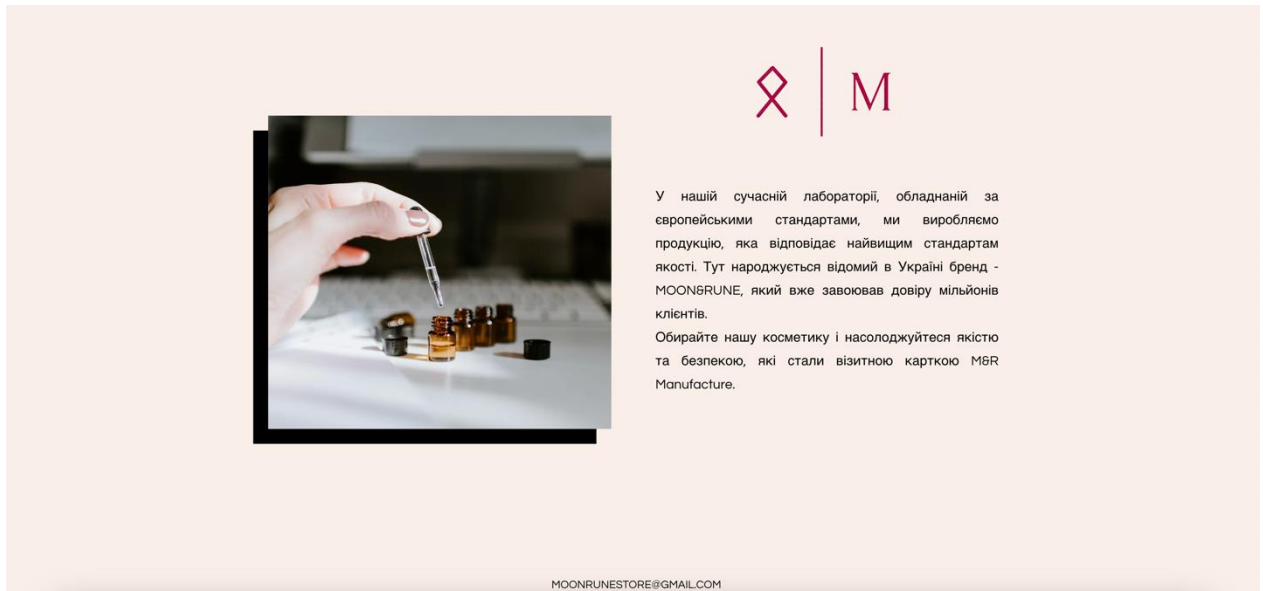 ᛟ | M
У нашій сучасній лабораторії, обладнаній за
європейськими стандартами, ми виробляємо
продукцію, яка відповідає найвищим стандартам
якості. Тут народжується відомий в Україні бренд -
MOON&RUNE, який вже завоював довіру мільйонів
клієнтів.
Обирайте нашу косметику і насолоджуйтеся якістю
та безпекою, які стали візитною карткою M&R
Manufacture.
MOONRUNESTORE@GMAIL.COM